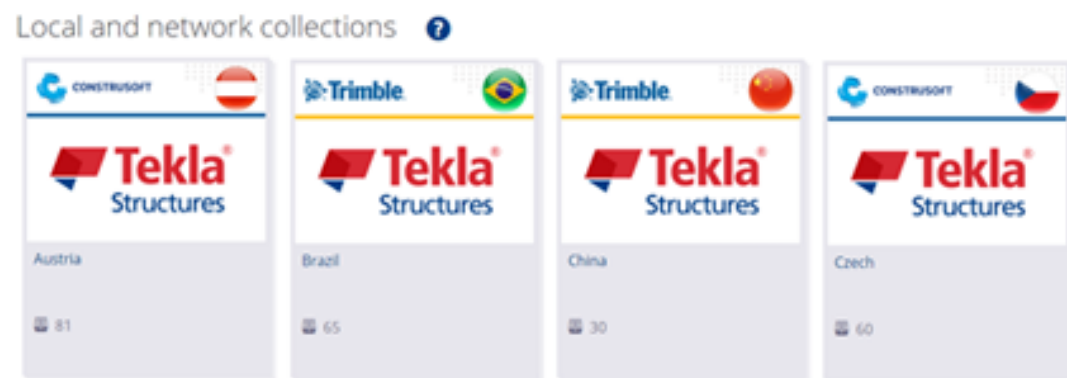 Local and network collections ?
CONSTRUSOFT
Tekla®
Structures
Austria
81
Trimble.
Tekla®
Structures
Brazil
65
Trimble.
Tekla®
Structures
China
30
CONSTRUSOFT
Tekla®
Structures
Czech
60